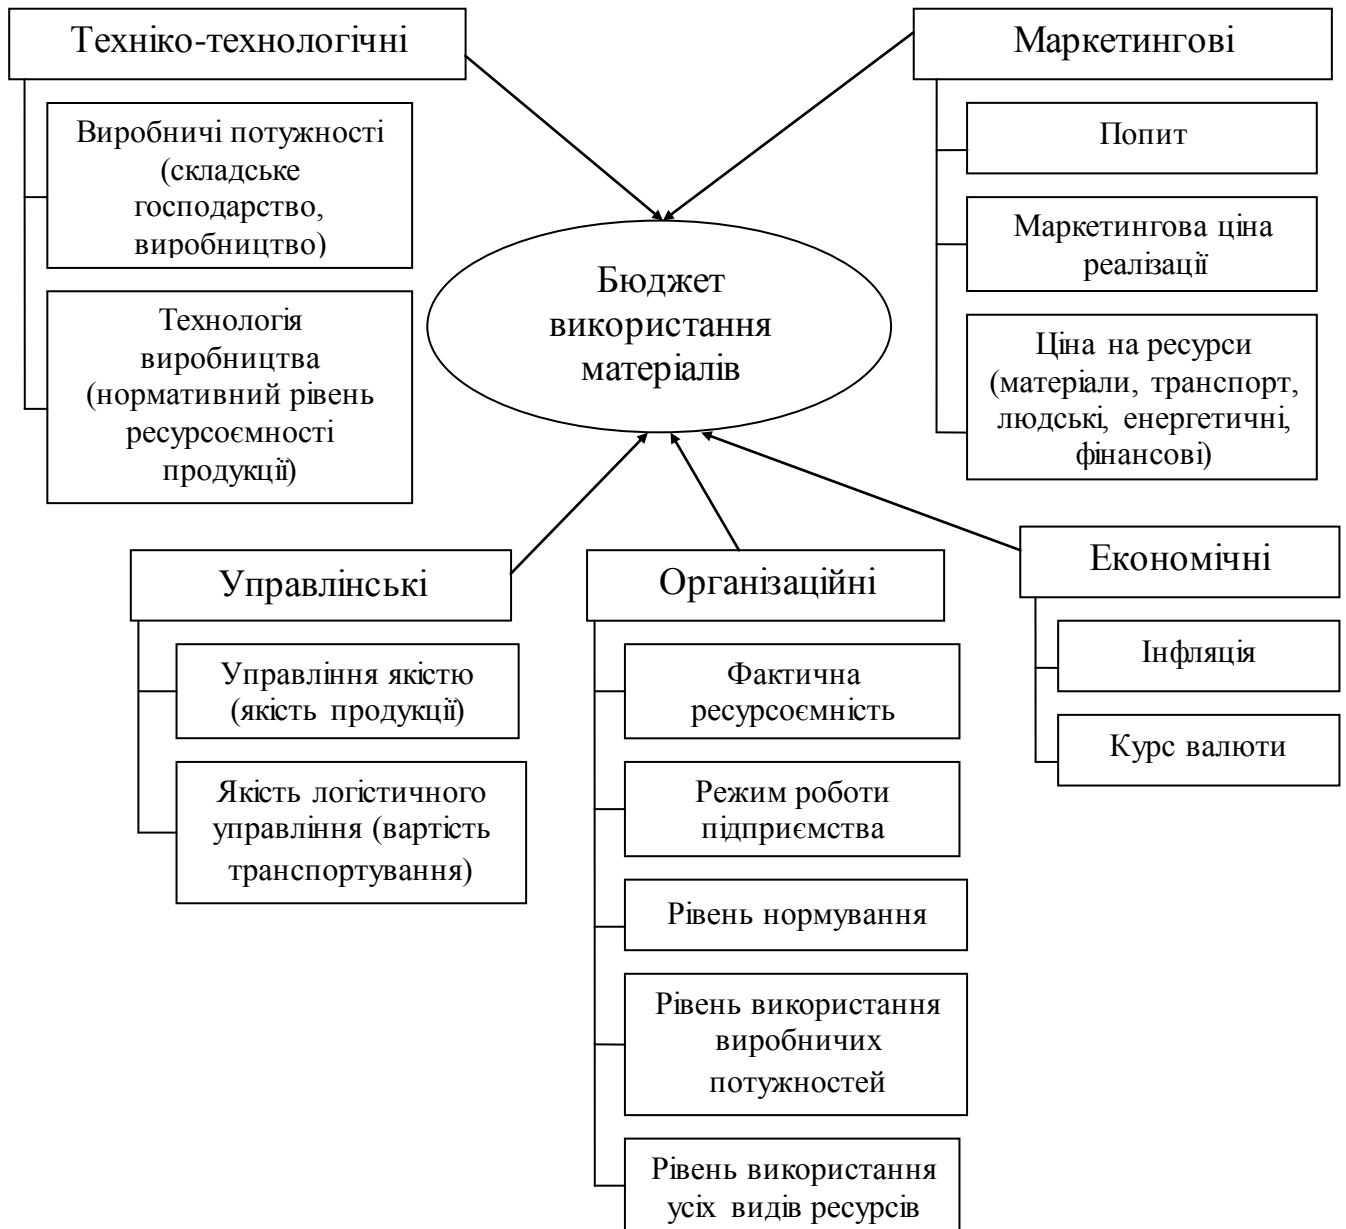 Техніко-технологічні
Виробничі потужності
(складське
господарство,
виробництво)
Технологія
виробництва
(нормативний рівень
ресурсоємності
продукції)
Маркетингові
Попит
Маркетингова ціна
реалізації
Ціна на ресурси
(матеріали, транспорт,
людські, енергетичні,
фінансові)
Бюджет
використання
матеріалів
Управлінські
Управління якістю
(якість продукції)
Якість логістичного
управління (вартість
транспортування)
Організаційні
Фактична
ресурсоємність
Режим роботи
підприємства
Рівень нормування
Рівень використання
виробничих
потужностей
Рівень використання
усіх видів ресурсів
Економічні
Інфляція
Курс валюти